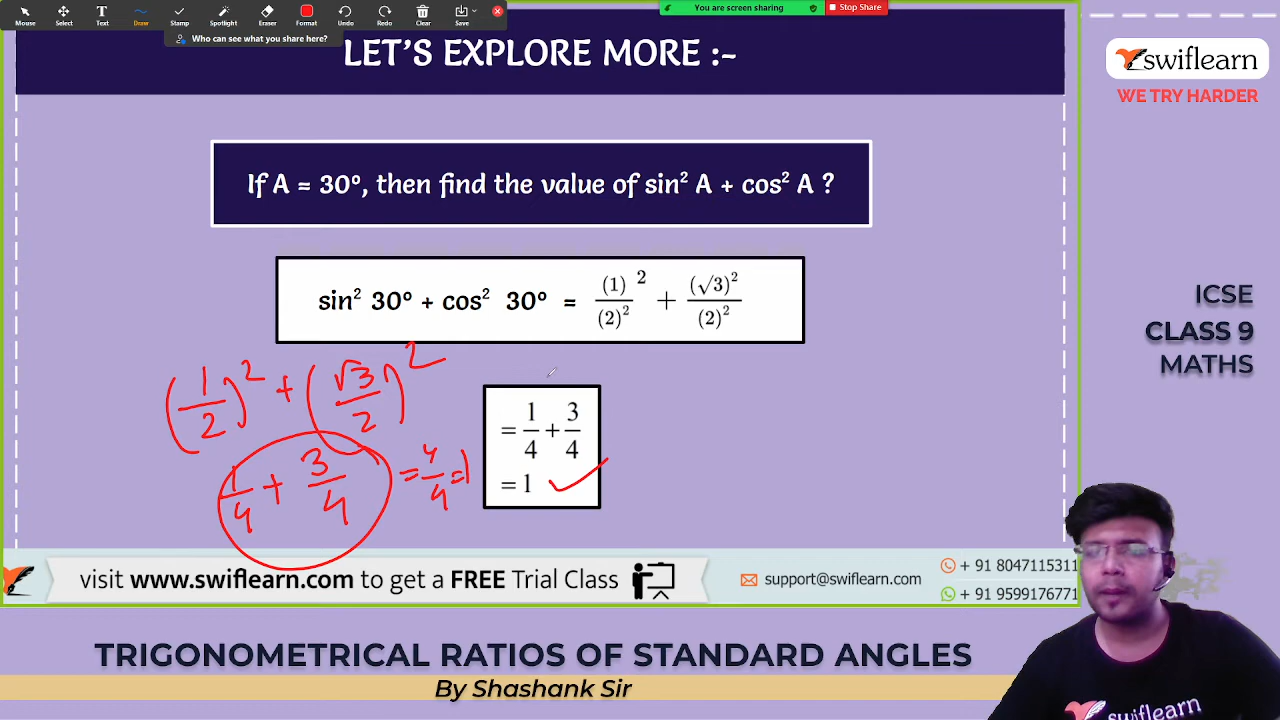 Mouse Select Text Draw Stamp Spotlight Eraser Format Undo Redo Clear Save
You are screen sharing Stop Share
Who can see what you share here?
LET'S EXPLORE MORE :-
swiflearn
WE TRY HARDER
If A = 30°, then find the value of sin² A + cos² A ?
sin² 30° + cos² 30° = (1)²/(2)² + (√3)²/(2)²
ICSE
CLASS 9
MATHS
(1/2)² + (√3/2)²
1/4 + 3/4 = 4/4 = 1
= 1/4 + 3/4
= 1
visit www.swiflearn.com to get a FREE Trial Class
support@swiflearn.com
+ 91 8047115311
+ 91 9599176771
TRIGONOMETRICAL RATIOS OF STANDARD ANGLES
By Shashank Sir
swiflearn